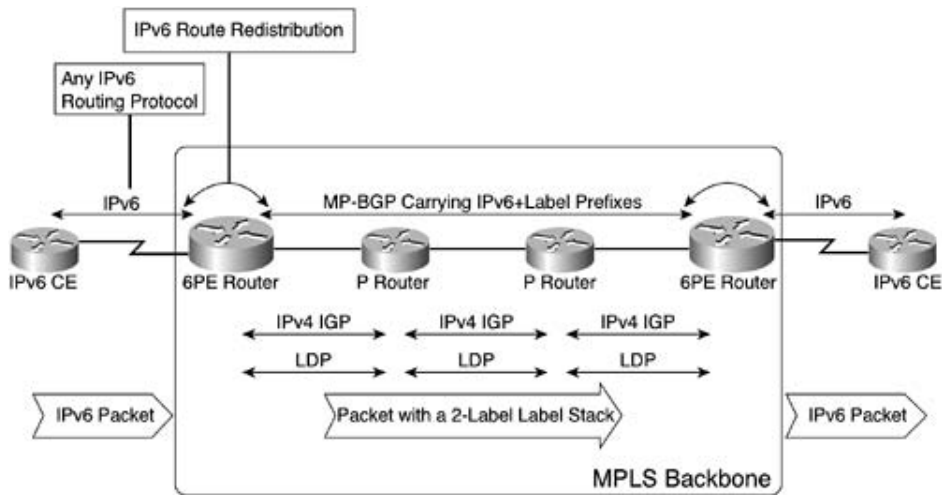 IPv6 Route Redistribution
Any IPv6
Routing Protocol
IPv6
MP-BGP Carrying IPv6+Label Prefixes
IPv6
IPv6 CE
6PE Router
P Router
P Router
6PE Router
IPv6 CE
IPv4 IGP
IPv4 IGP
IPv4 IGP
LDP
LDP
LDP
IPv6 Packet
Packet with a 2-Label Label Stack
IPv6 Packet
MPLS Backbone